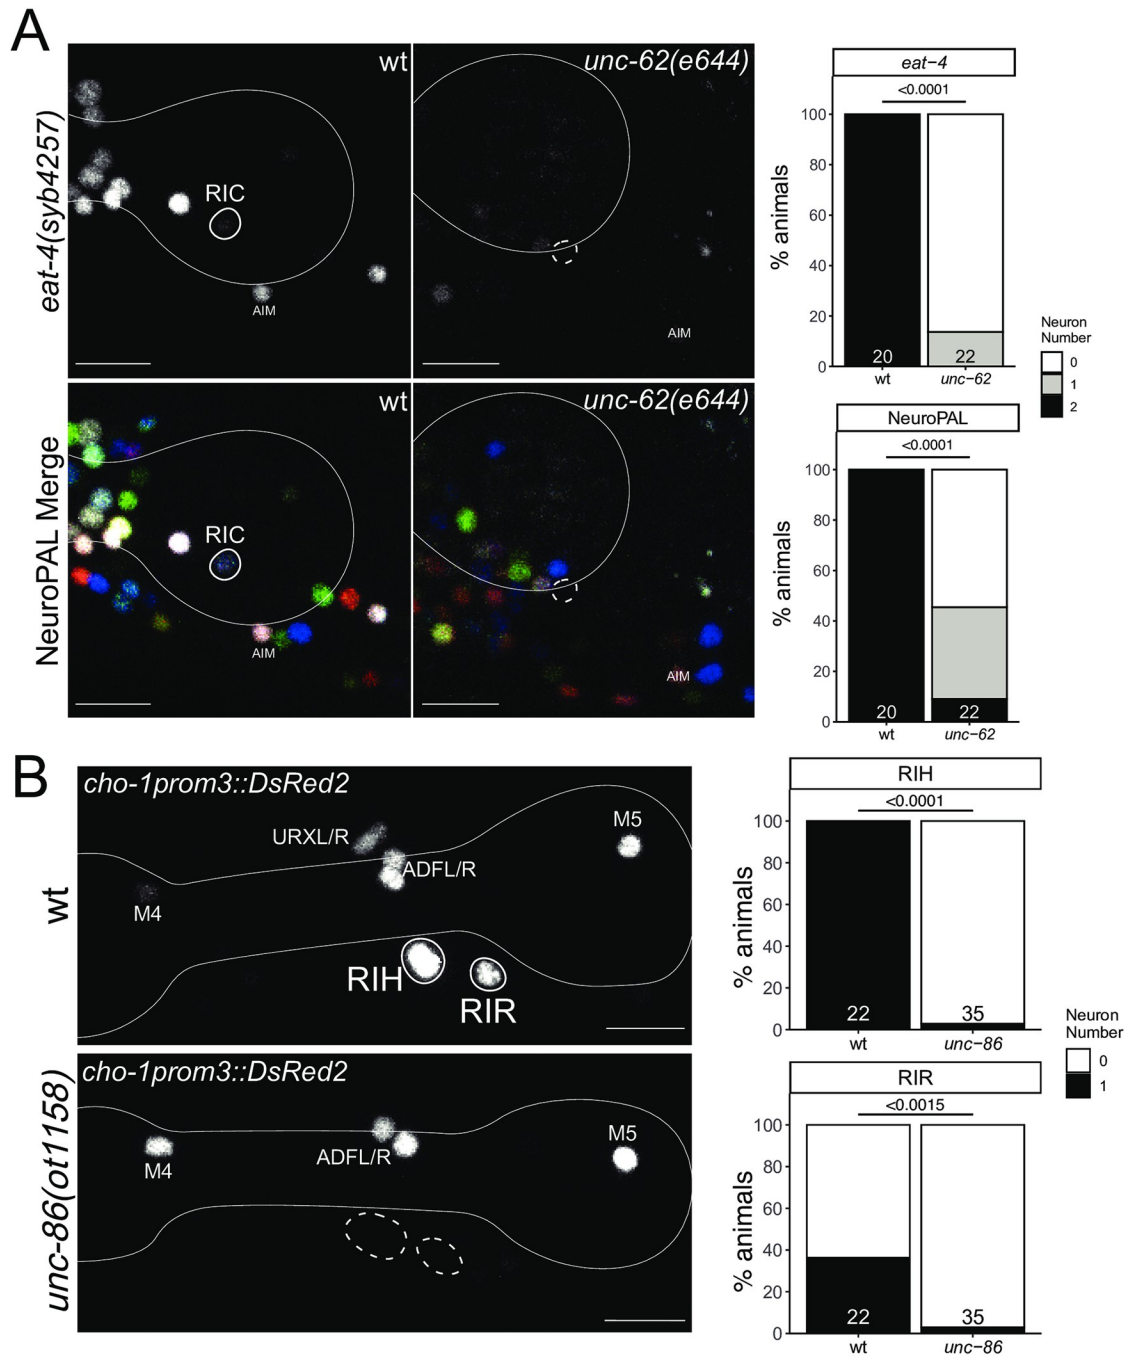 A
eat-4(syb4257)
wt
RIC
AIM
unc-62(e644)
AIM
eat−4
<0.0001
% animals
100
80
60
40
20
0
20
22
wt
unc−62
Neuron
Number
0
1
2
NeuroPAL Merge
wt
RIC
AIM
unc-62(e644)
AIM
NeuroPAL
<0.0001
% animals
100
80
60
40
20
0
20
22
wt
unc−62
B
wt
cho-1prom3::DsRed2
URXL/R
ADFL/R
M5
M4
RIH
RIR
RIH
<0.0001
% animals
100
80
60
40
20
0
22
35
wt
unc−86
Neuron
Number
0
1
unc-86(ot1158)
cho-1prom3::DsRed2
M4
ADFL/R
M5
RIR
<0.0015
% animals
100
80
60
40
20
0
22
35
wt
unc−86